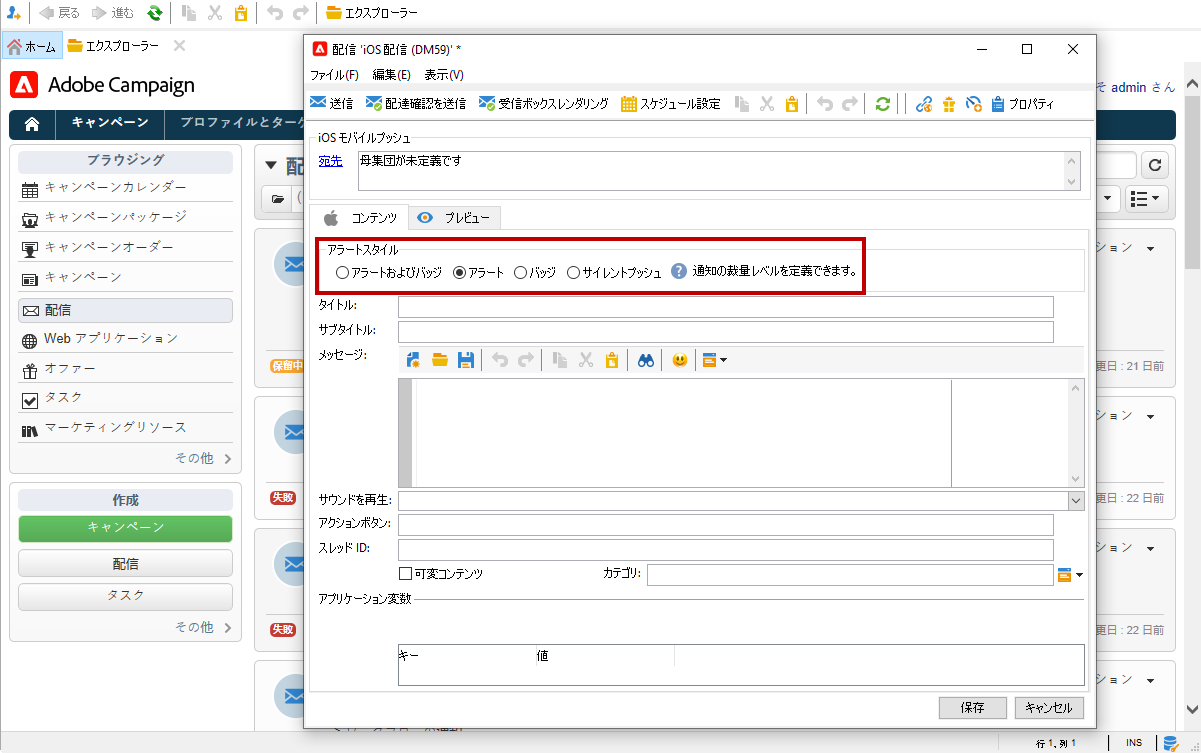 戻る 進む エクスプローラー
ホーム エクスプローラー
Adobe Campaign
そ admin さん
キャンペーン プロファイルとターゲ
ブラウジング
キャンペーンカレンダー
キャンペーンパッケージ
キャンペーンオーダー
キャンペーン
配信
Web アプリケーション
オファー
タスク
マーケティングリソース
その他
作成
キャンペーン
配信
タスク
その他
配
ション
保留中
更日 : 21 日前
ション
失敗
更日 : 22 日前
ション
失敗
更日 : 22 日前
ション
配信 'iOS 配信 (DM59)' *
ファイル(F) 編集(E) 表示(V)
送信 配達確認を送信 受信ボックスレンダリング スケジュール設定 プロパティ
iOS モバイルプッシュ
宛先 母集団が未定義です
コンテンツ プレビュー
アラートスタイル
アラートおよびバッジ アラート バッジ サイレントプッシュ ? 通知の裁量レベルを定義できます。
タイトル:
サブタイトル:
メッセージ:
サウンドを再生:
アクションボタン:
スレッド ID:
可変コンテンツ カテゴリ:
アプリケーション変数
キー 値
保存 キャンセル
行 1, 列 1 INS